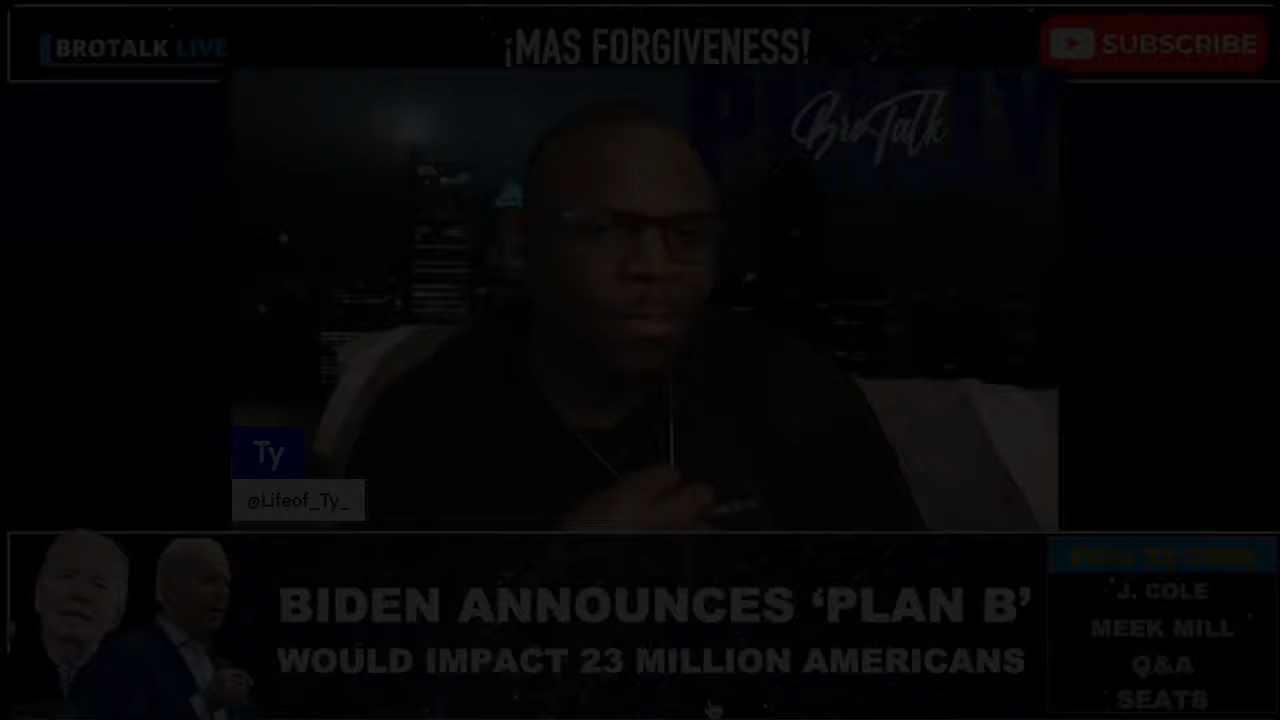 BROTALK LIVE
¡MAS FORGIVENESS!
SUBSCRIBE
BroTalk
Ty
@Lifeof_Ty_
BIDEN ANNOUNCES ‘PLAN B’
WOULD IMPACT 23 MILLION AMERICANS
J. COLE
MEEK MILL
Q&A
SEATS